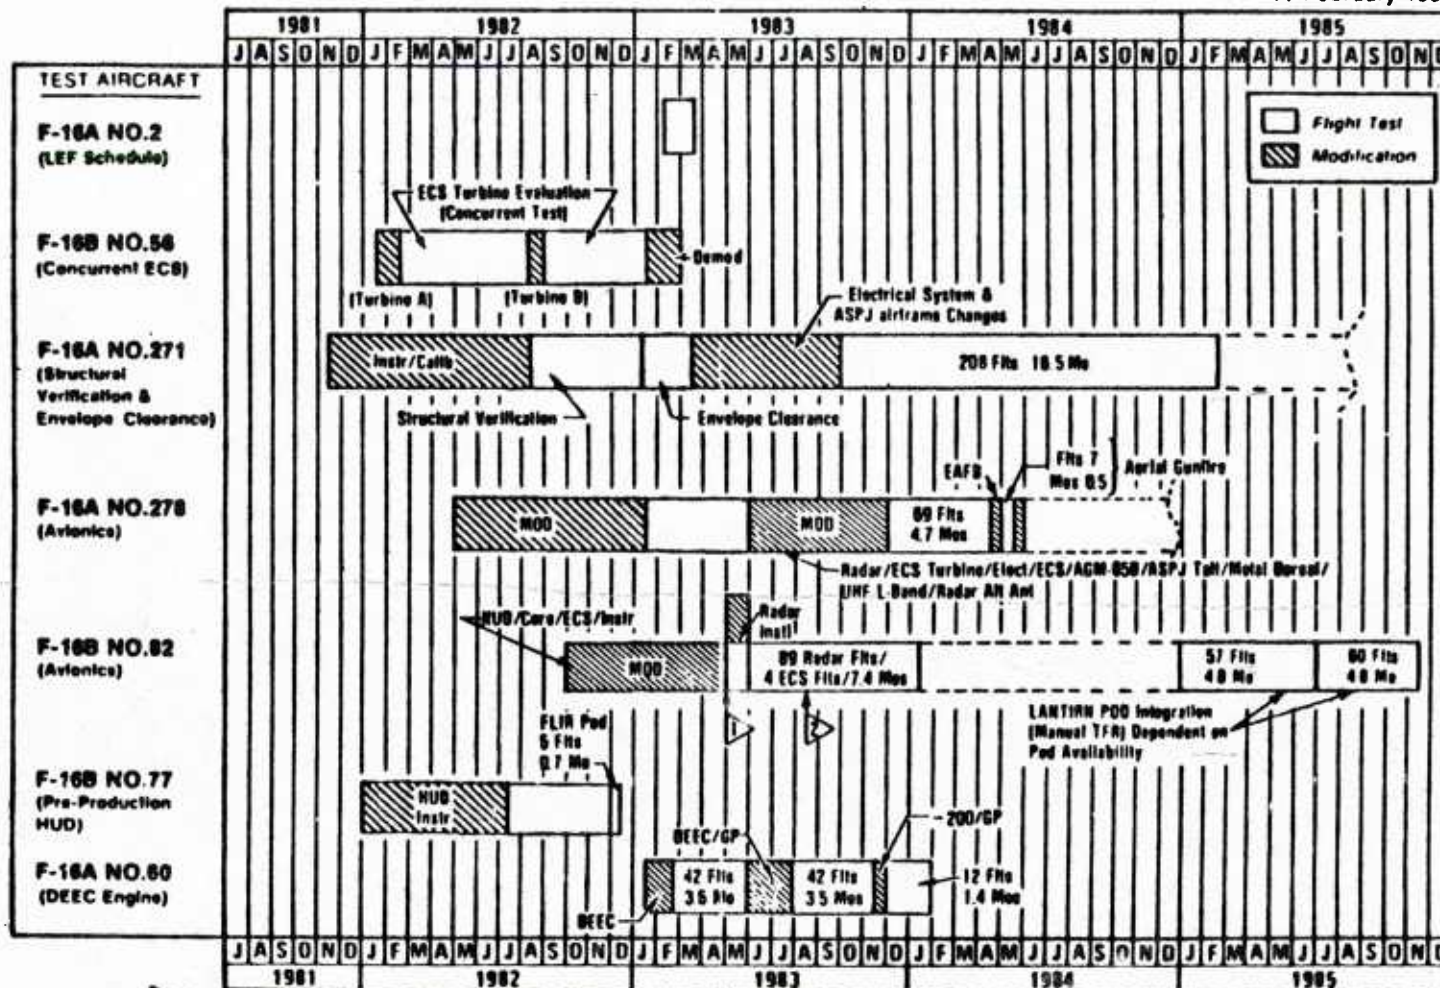 1981 1982 1983 1984 1985
J A S O N D J F M A M J J A S O N D J F M A M J J A S O N D J F M A M J J A S O N D J F M A M J J A S O N D
TEST AIRCRAFT
F-16A NO.2
(LEF Schedule)
Flight Test
Modification
ECS Turbine Evaluation
(Concurrent Test)
F-16B NO.56
(Concurrent ECS)
Demod
(Turbine A)
(Turbine B)
Electrical System &
ASPJ airframe Changes
F-16A NO.271
(Structural
Verification &
Envelope Clearance)
Instr/Calib
208 Flts 16.5 Mo
Structural Verification
Envelope Clearance
EAFB
Flts 7
Mos 0.5
Aerial Gunfire
F-16A NO.278
(Avionics)
MOD
MOD
69 Flts
4.7 Mos
Radar/ECS Turbine/Elect/ECS/AGM-65D/ASPJ Tail/Metal Dorsal/
UHF L-Band/Radar Alt Ant
HUD/Core/ECS/Instr
Radar
Instl
F-16B NO.82
(Avionics)
MOD
89 Radar Flts/
4 ECS Flts/7.4 Mos
57 Flts
4.8 Mo
60 Flts
4.8 Mo
1
2
LANTIRN POD Integration
(Manual TFR) Dependent on
Pod Availability
FLIR Pod
5 Flts
0.7 Mo
F-16B NO.77
(Pre-Production
HUD)
HUD
Instr
DEEC/GP
-200/GP
F-16A NO.60
(DEEC Engine)
42 Flts
3.5 Mo
42 Flts
3.5 Mos
12 Flts
1.4 Mos
DEEC
J A S O N D J F M A M J J A S O N D J F M A M J J A S O N D J F M A M J J A S O N D J F M A M J J A S O N D
1981 1982 1983 1984 1985